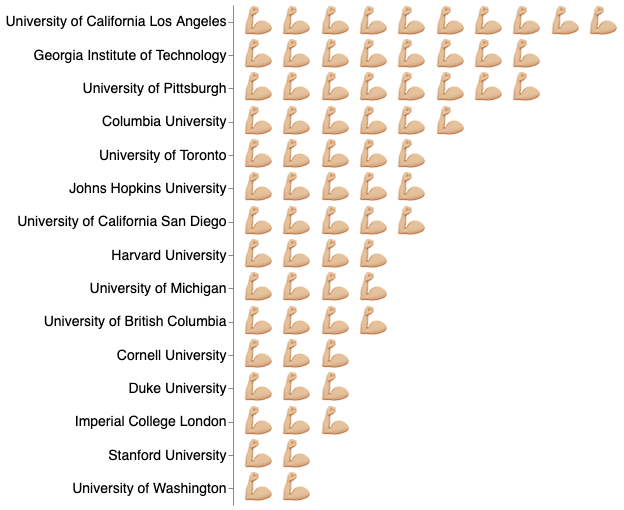 University of California Los Angeles
Georgia Institute of Technology
University of Pittsburgh
Columbia University
University of Toronto
Johns Hopkins University
University of California San Diego
Harvard University
University of Michigan
University of British Columbia
Cornell University
Duke University
Imperial College London
Stanford University
University of Washington